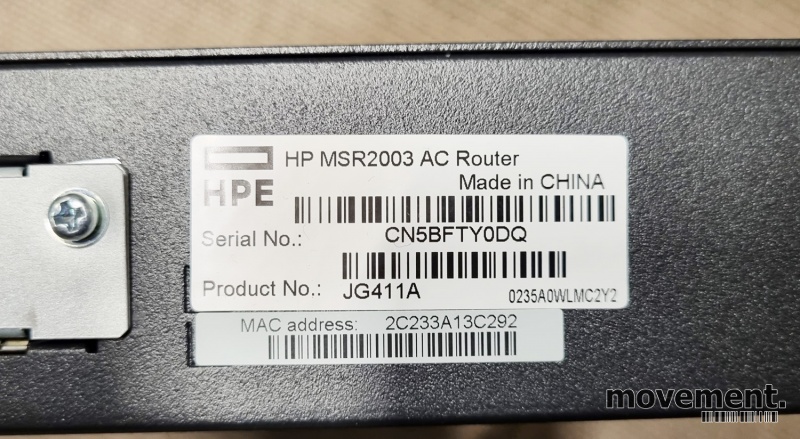 HPE
HP MSR2003 AC Router
Made in CHINA
Serial No.: CN5BFTY0DQ
Product No.: JG411A
0235A0WLMC2Y2
MAC address: 2C233A13C292
movement.